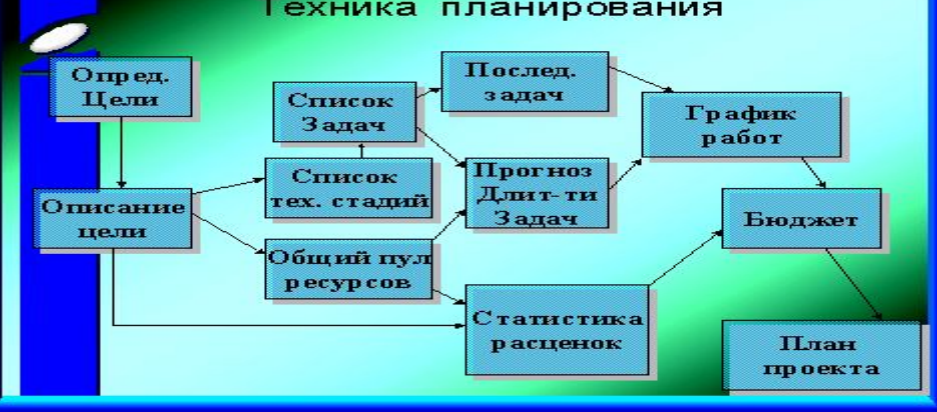 Техника планирования
Опред.
Цели
Описание
цели
Список
Задач
Список
тех. стадий
Общий пул
ресурсов
Послед.
задач
Прогноз
Длит-ти
Задач
Статистика
расценок
График
работ
Бюджет
План
проекта